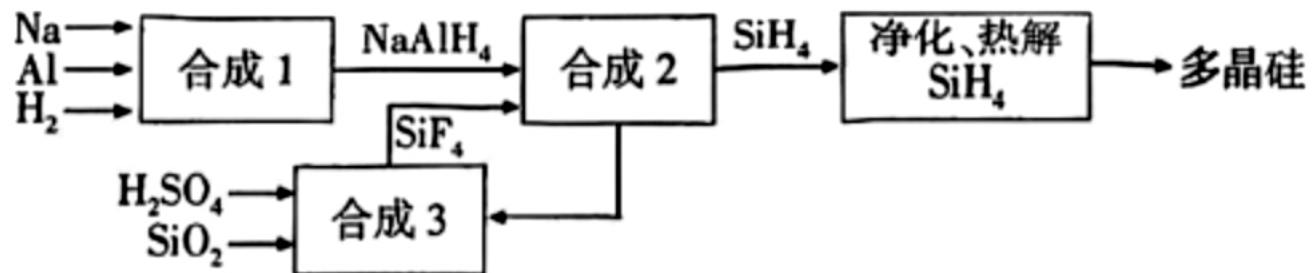 Na
Al
H₂
合成 1
NaAlH₄
合成 2
SiH₄
净化、热解
SiH₄
多晶硅
SiF₄
H₂SO₄
SiO₂
合成 3